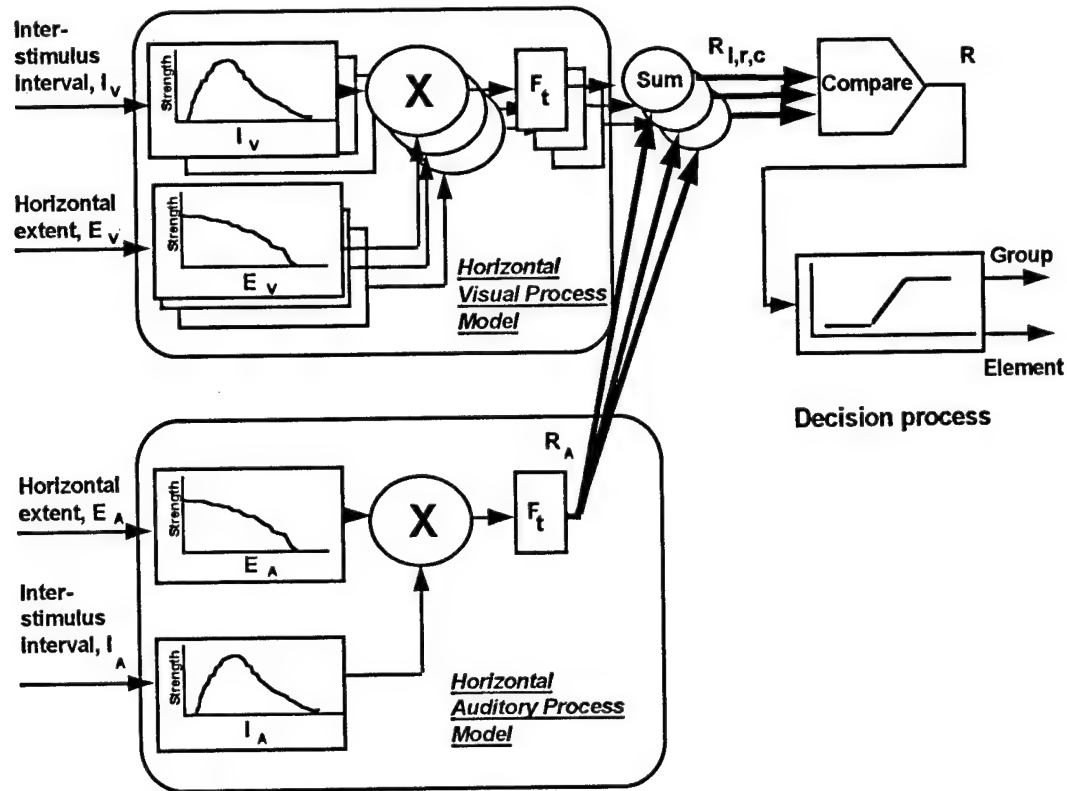 Inter-
stimulus
interval, I V
Strength
I V
X
F t
Sum
R l,r,c
Compare
R
Horizontal
extent, E V
Strength
E V
Horizontal
Visual Process
Model
Group
Element
Decision process
Horizontal
extent, E A
Strength
E A
X
R A
F t
Inter-
stimulus
interval, I A
Strength
I A
Horizontal
Auditory Process
Model